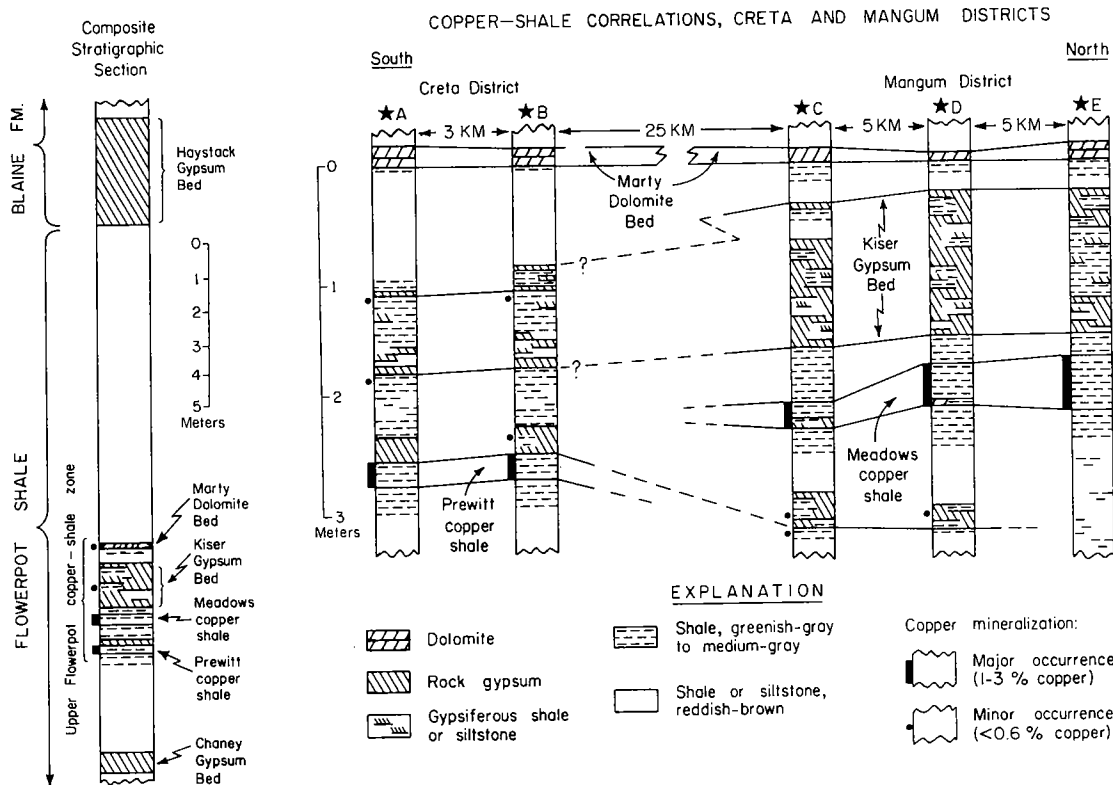 COPPER–SHALE CORRELATIONS, CRETA AND MANGUM DISTRICTS
Composite
Stratigraphic
Section
BLAINE FM.
FLOWERPOT SHALE
Upper Flowerpot copper–shale zone
Haystack
Gypsum
Bed
0
1
2
3
4
5
Meters
Marty
Dolomite
Bed
Kiser
Gypsum
Bed
Meadows
copper
shale
Prewitt
copper
shale
Chaney
Gypsum
Bed
South
North
Creta District
Mangum District
★A
3 KM
★B
25 KM
★C
5 KM
★D
5 KM
★E
0
1
2
3
Meters
Marty
Dolomite
Bed
Kiser
Gypsum
Bed
?
?
Prewitt
copper
shale
Meadows
copper
shale
EXPLANATION
Dolomite
Rock gypsum
Gypsiferous shale
or siltstone
Shale, greenish-gray
to medium-gray
Shale or siltstone,
reddish-brown
Copper mineralization:
Major occurrence
(1-3 % copper)
Minor occurrence
(<0.6 % copper)